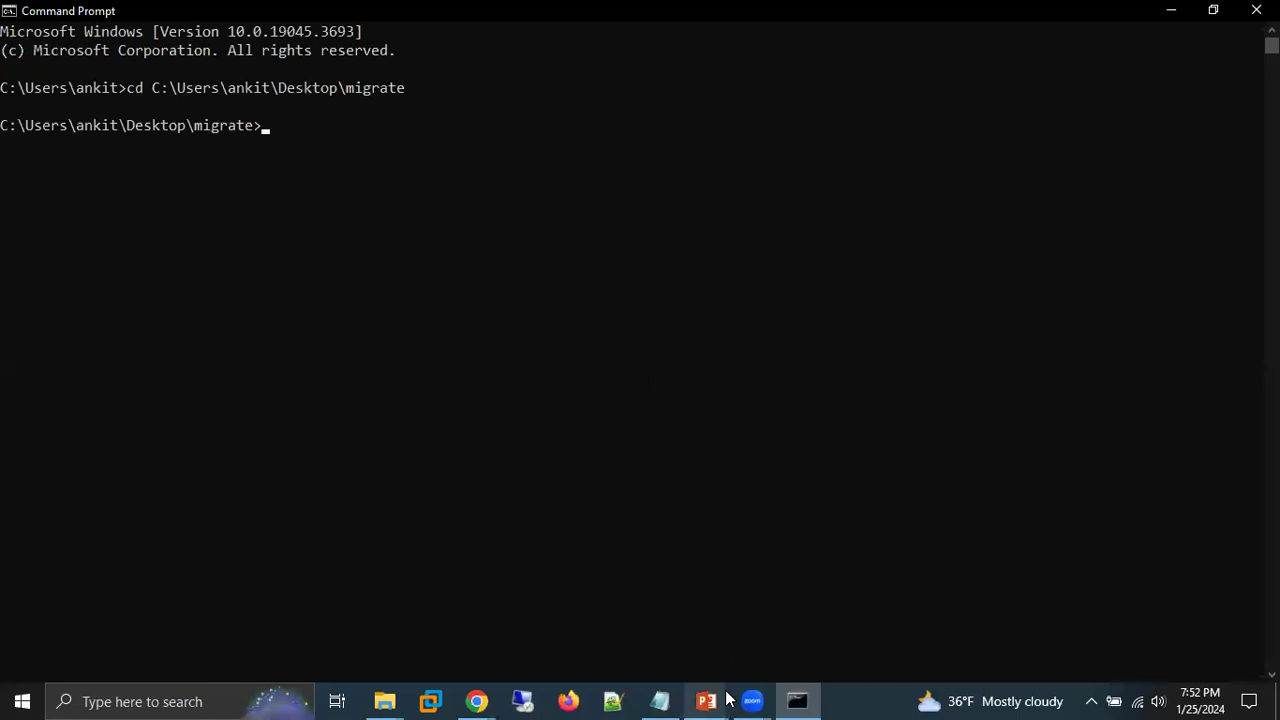 Command Prompt
Microsoft Windows [Version 10.0.19045.3693]
(c) Microsoft Corporation. All rights reserved.
C:\Users\ankit>cd C:\Users\ankit\Desktop\migrate
C:\Users\ankit\Desktop\migrate>
Type here to search
zoom
36°F Mostly cloudy
7:52 PM
1/25/2024